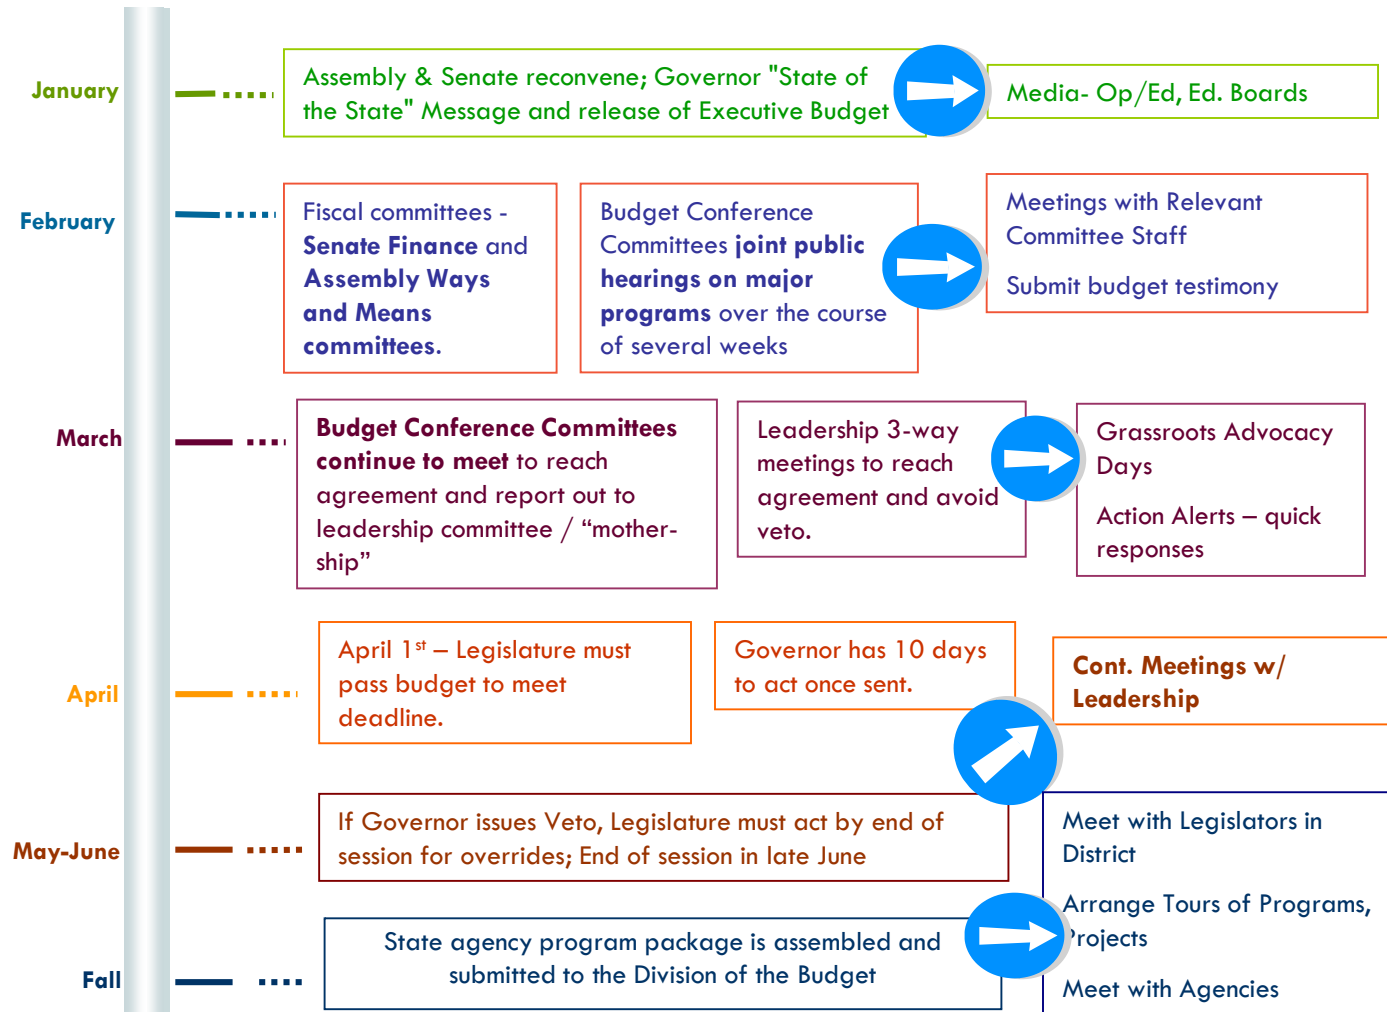 January
Assembly & Senate reconvene; Governor "State of
the State" Message and release of Executive Budget
Media- Op/Ed, Ed. Boards
February
Fiscal committees -
Senate Finance and
Assembly Ways
and Means
committees.
Budget Conference
Committees joint public
hearings on major
programs over the course
of several weeks
Meetings with Relevant
Committee Staff
Submit budget testimony
March
Budget Conference Committees
continue to meet to reach
agreement and report out to
leadership committee / “mother-
ship”
Leadership 3-way
meetings to reach
agreement and avoid
veto.
Grassroots Advocacy
Days
Action Alerts – quick
responses
April
April 1st – Legislature must
pass budget to meet
deadline.
Governor has 10 days
to act once sent.
Cont. Meetings w/
Leadership
May-June
If Governor issues Veto, Legislature must act by end of
session for overrides; End of session in late June
Meet with Legislators in
District
Arrange Tours of Programs,
Projects
Meet with Agencies
Fall
State agency program package is assembled and
submitted to the Division of the Budget